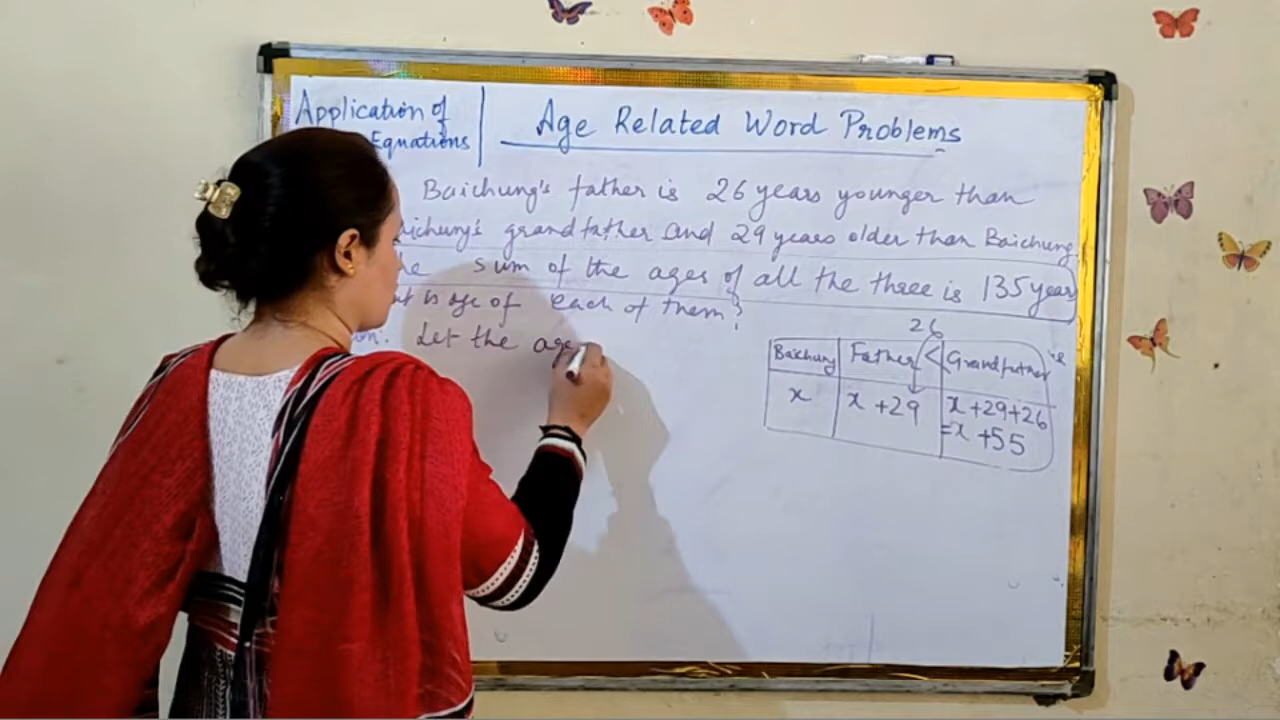 Application of
Equations
Age Related Word Problems
Baichung's father is 26 years younger than
aichung's grandfather and 29 years older than Baichung.
sum of the ages of all the three is 135 years
is age of each of them?
Let the age
26
Baichung Father < Grandfather
x x +29 x +29+26
=x +55